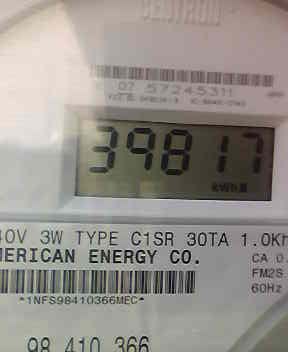 CENTRON
07 57245311
39817
kWh
40V 3W TYPE C1SR 30TA 1.0Kh
MERICAN ENERGY CO.
CA 0.
FM2S
*1NFS98410366MEC*
60Hz
98 410 366